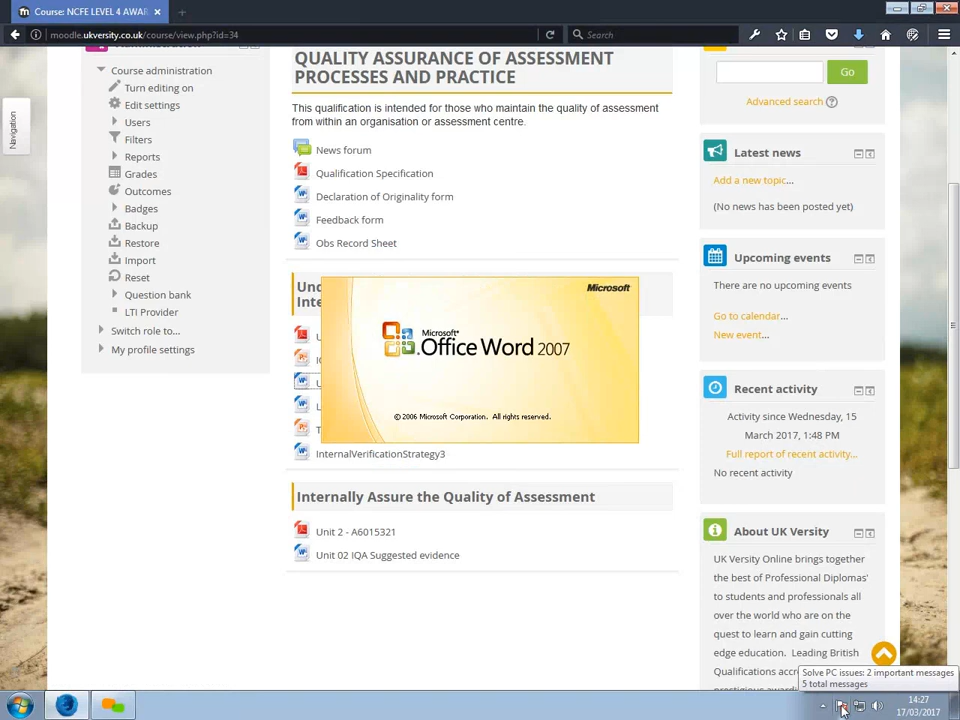 Course: NCFE LEVEL 4 AWAR
moodle.ukversity.co.uk/course/view.php?id=34
Search
Navigation
Course administration
Turn editing on
Edit settings
Users
Filters
Reports
Grades
Outcomes
Badges
Backup
Restore
Import
Reset
Question bank
LTI Provider
Switch role to...
My profile settings
QUALITY ASSURANCE OF ASSESSMENT
PROCESSES AND PRACTICE
This qualification is intended for those who maintain the quality of assessment
from within an organisation or assessment centre.
News forum
Qualification Specification
Declaration of Originality form
Feedback form
Obs Record Sheet
Microsoft
Microsoft
Office Word 2007
© 2006 Microsoft Corporation. All rights reserved.
InternalVerificationStrategy3
Internally Assure the Quality of Assessment
Unit 2 - A6015321
Unit 02 IQA Suggested evidence
Go
Advanced search
Latest news
Add a new topic...
(No news has been posted yet)
Upcoming events
There are no upcoming events
Go to calendar...
New event...
Recent activity
Activity since Wednesday, 15
March 2017, 1:48 PM
Full report of recent activity...
No recent activity
About UK Versity
UK Versity Online brings together
the best of Professional Diplomas'
to students and professionals all
over the world who are on the
quest to learn and gain cutting
edge education. Leading British
Qualifications
Solve PC issues: 2 important messages
5 total messages
14:27
17/03/2017